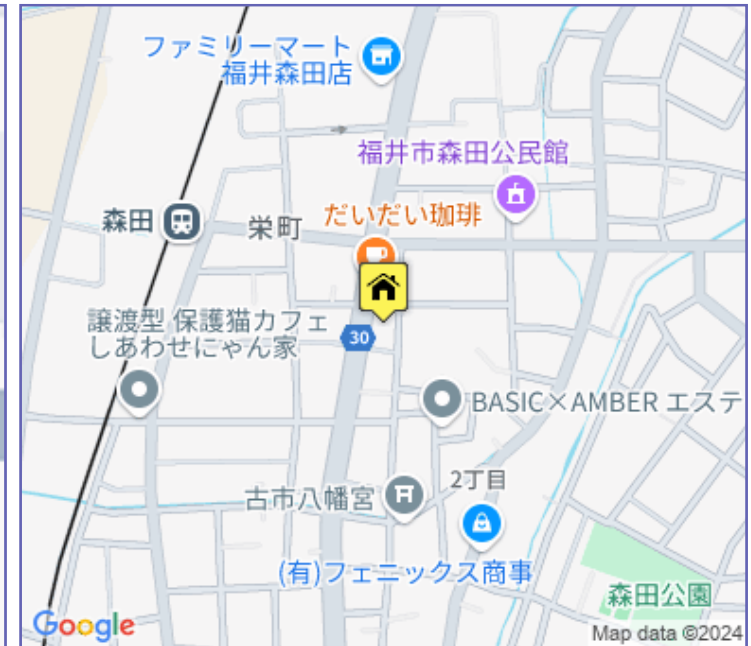 ファミリーマート
福井森田店
福井市森田公民館
森田
栄町
だいだい珈琲
譲渡型 保護猫カフェ
しあわせにゃん家
30
BASIC×AMBER エステ
古市八幡宮
2丁目
(有)フェニックス商事
森田公園
Google
Map data ©2024